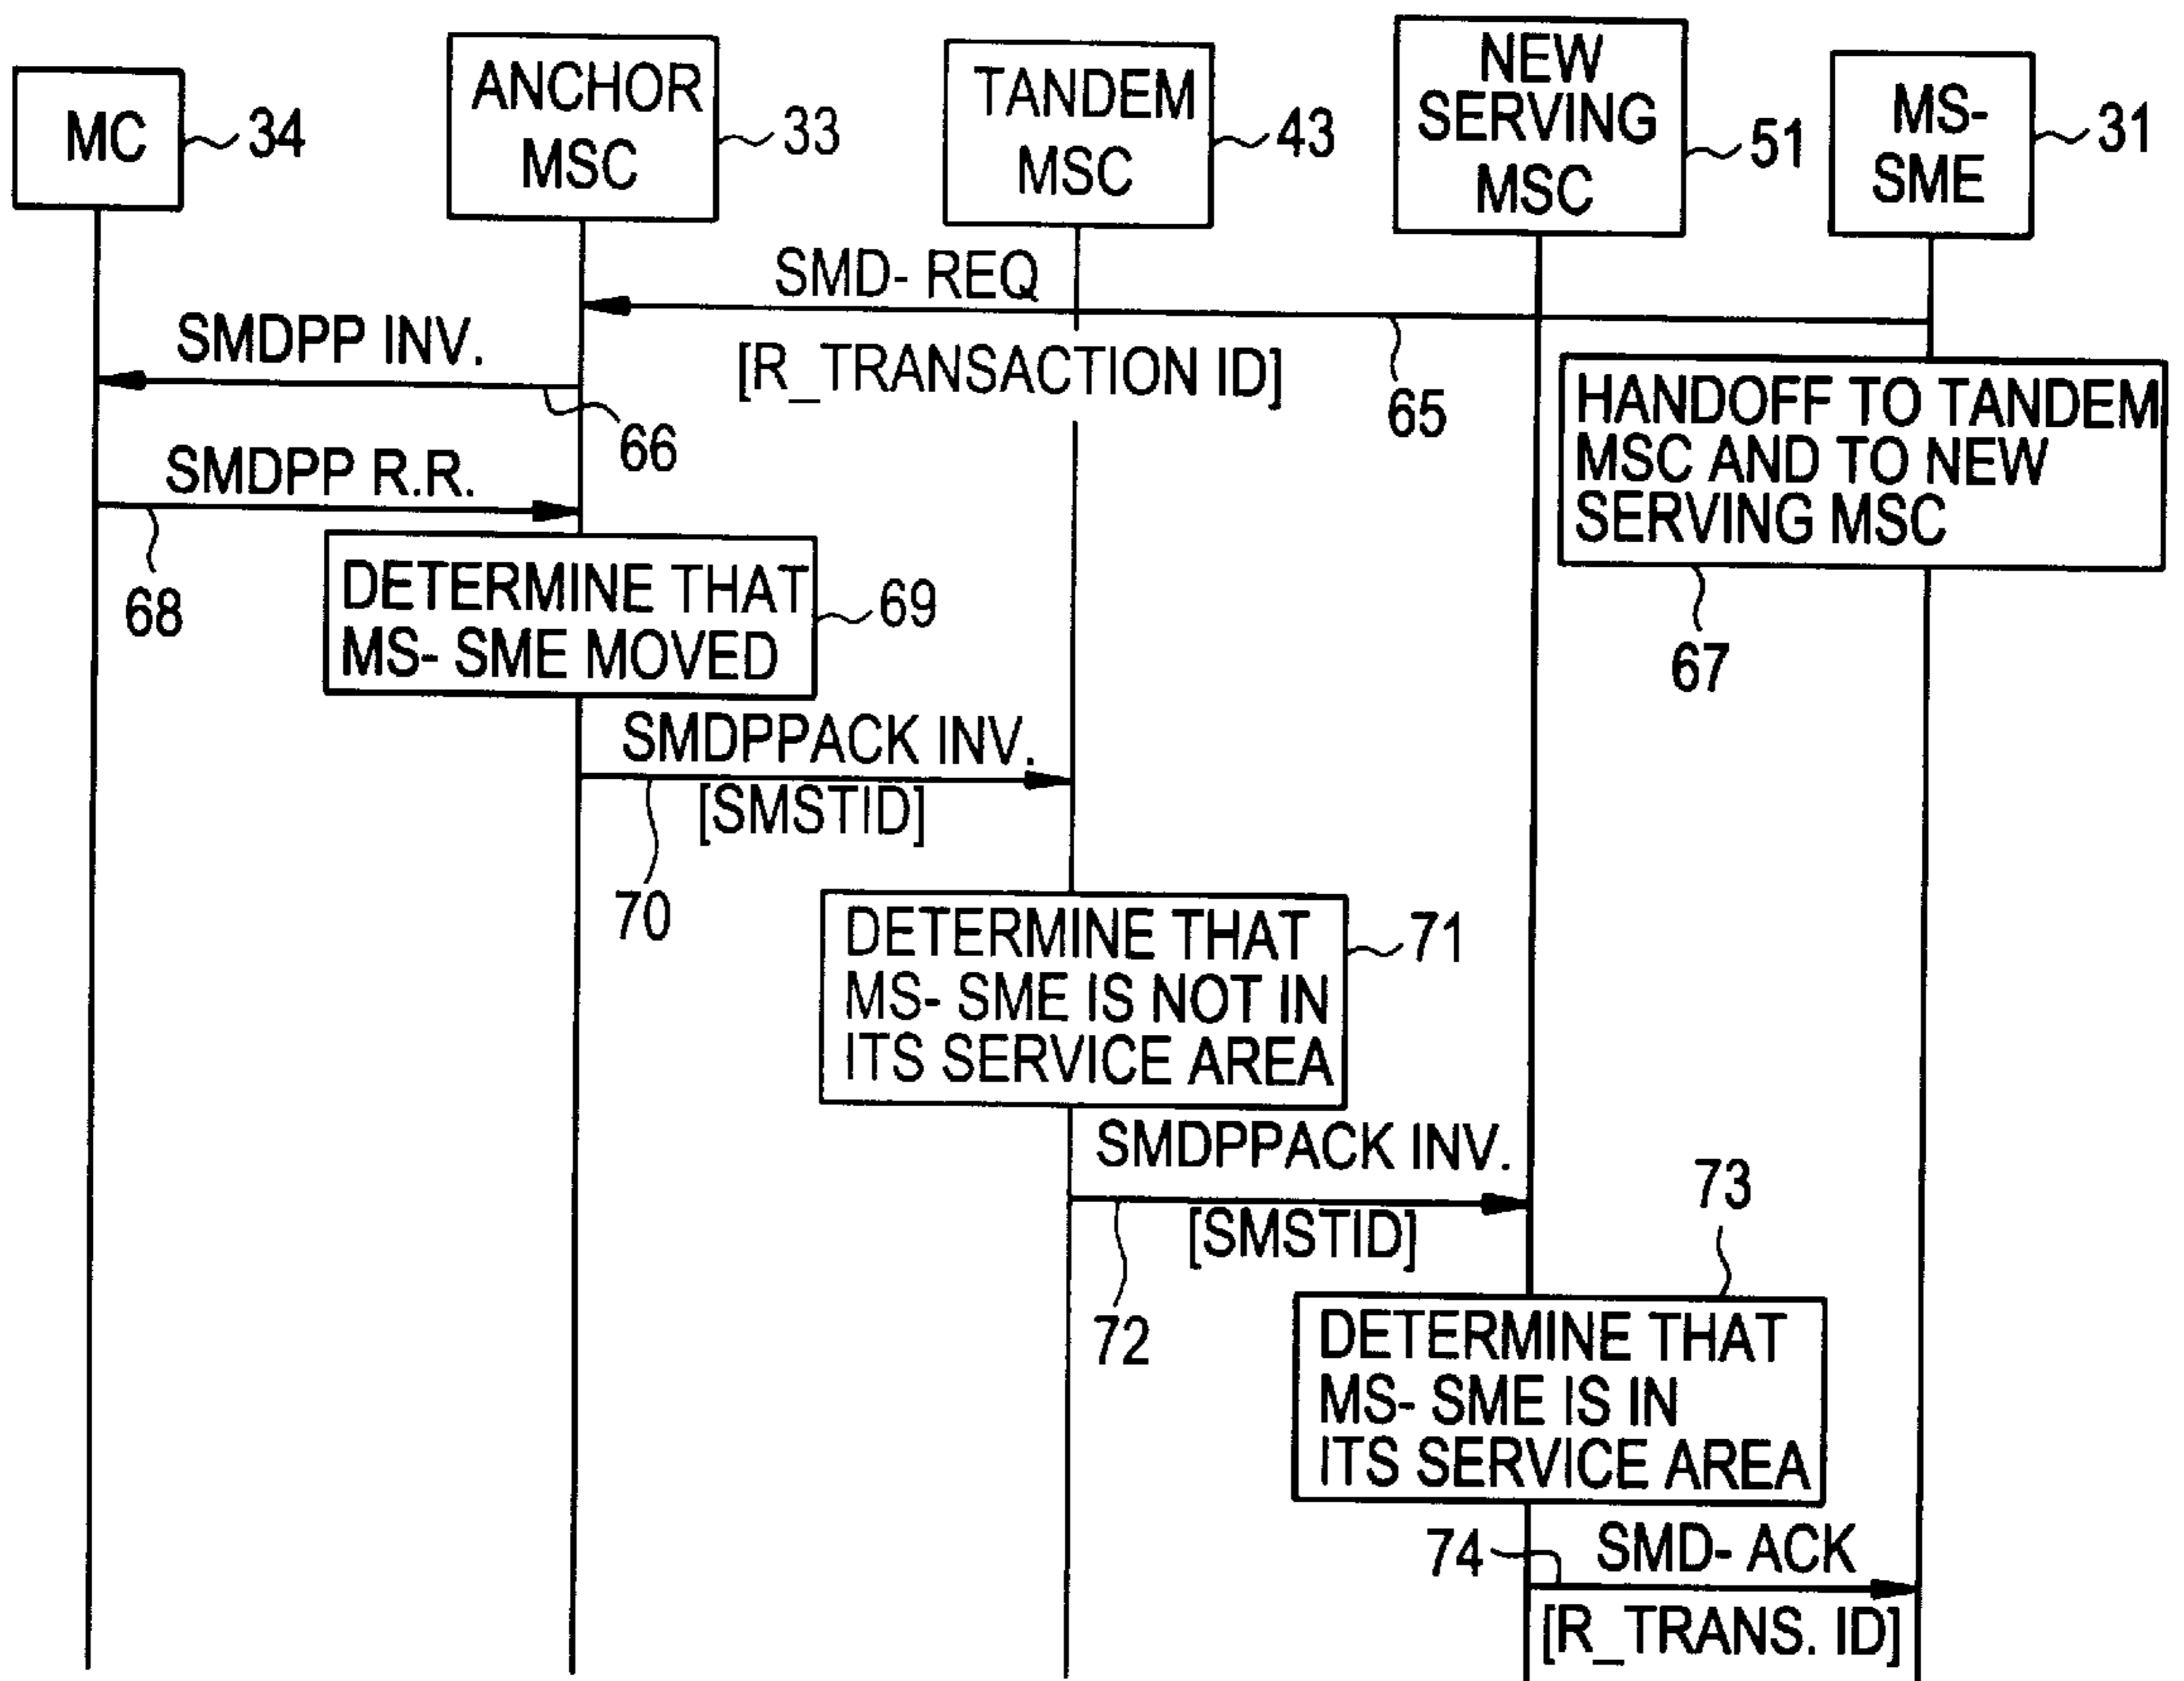 MC
34
ANCHOR
MSC
33
TANDEM
MSC
43
NEW
SERVING
MSC
51
MS-
SME
31
SMD- REQ
[R_TRANSACTION ID]
65
SMDPP INV.
66
HANDOFF TO TANDEM
MSC AND TO NEW
SERVING MSC
67
SMDPP R.R.
68
DETERMINE THAT
MS- SME MOVED
69
SMDPPACK INV.
[SMSTID]
70
DETERMINE THAT
MS- SME IS NOT IN
ITS SERVICE AREA
71
SMDPPACK INV.
[SMSTID]
72
73
DETERMINE THAT
MS- SME IS IN
ITS SERVICE AREA
74
SMD- ACK
[R_TRANS. ID]